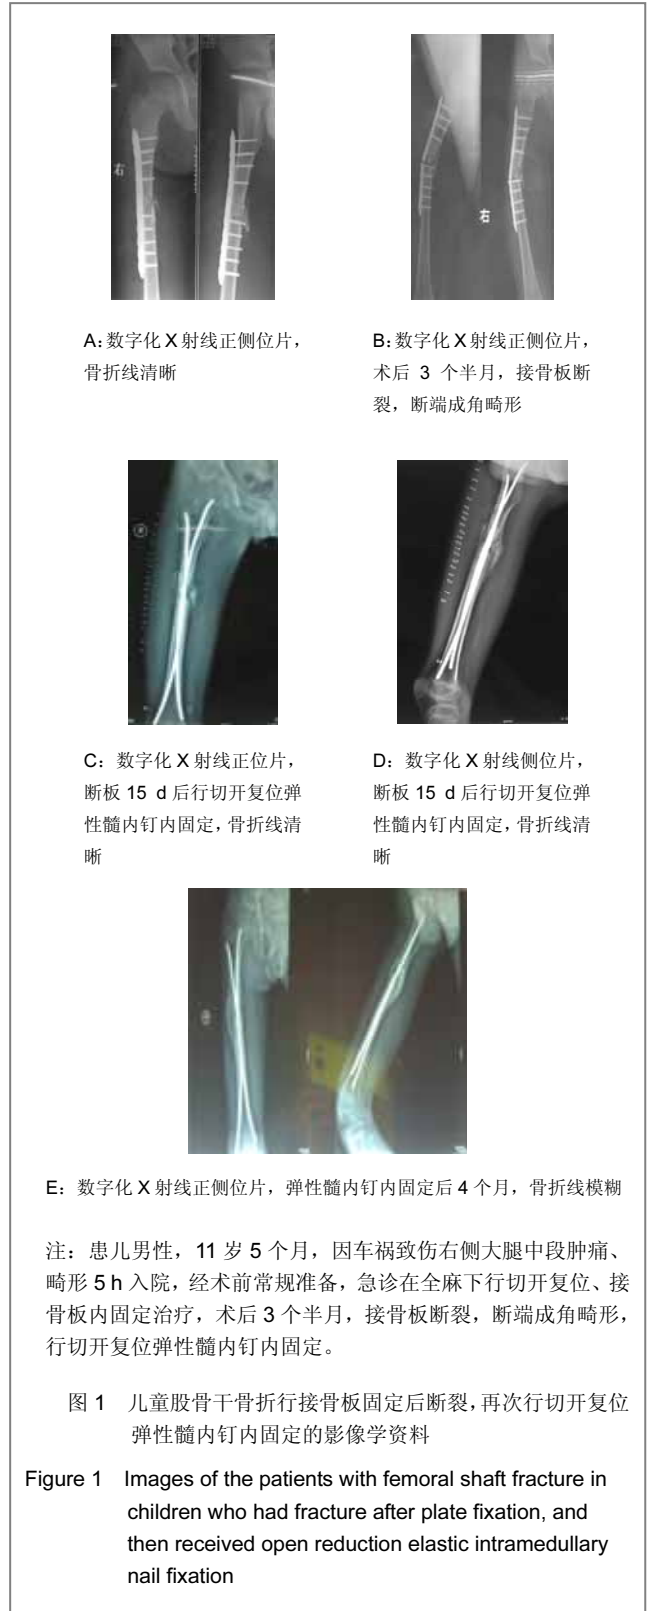 右
右
A:数字化 X 射线正侧位片，
骨折线清晰
B:数字化 X 射线正侧位片，
术后 3 个半月，接骨板断
裂，断端成角畸形
C：数字化 X 射线正位片，
断板 15 d 后行切开复位弹
性髓内钉内固定，骨折线清
晰
D：数字化 X 射线侧位片，
断板 15 d 后行切开复位弹
性髓内钉内固定，骨折线清
晰
E：数字化 X 射线正侧位片，弹性髓内钉内固定后 4 个月，骨折线模糊
注：患儿男性，11 岁 5 个月，因车祸致伤右侧大腿中段肿痛、
畸形 5 h 入院，经术前常规准备，急诊在全麻下行切开复位、接
骨板内固定治疗，术后 3 个半月，接骨板断裂，断端成角畸形，
行切开复位弹性髓内钉内固定。
图 1 儿童股骨干骨折行接骨板固定后断裂，再次行切开复位
弹性髓内钉内固定的影像学资料
Figure 1 Images of the patients with femoral shaft fracture in
children who had fracture after plate fixation, and
then received open reduction elastic intramedullary
nail fixation